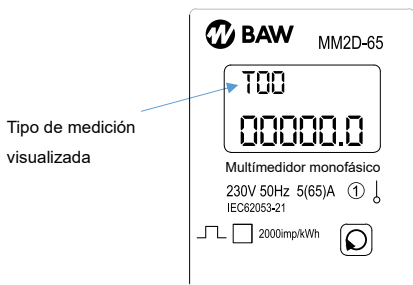 BAW MM2D-65
T00
Tipo de medición
visualizada
00000.0
Multímedidor monofásico
230V 50Hz 5(65)A 1
IEC62053-21
2000imp/kWh